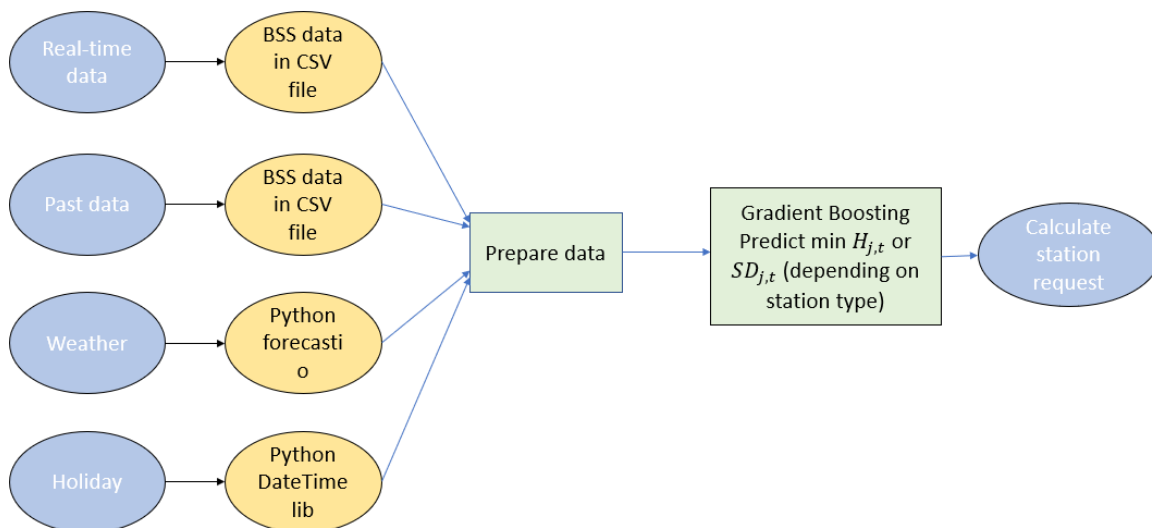 Real-time
data
BSS data
in CSV
file
Past data
BSS data
in CSV
file
Weather
Python
forecasti
o
Holiday
Python
DateTime
lib
Prepare data
Gradient Boosting
Predict min H_{j,t} or
SD_{j,t} (depending on
station type)
Calculate
station
request